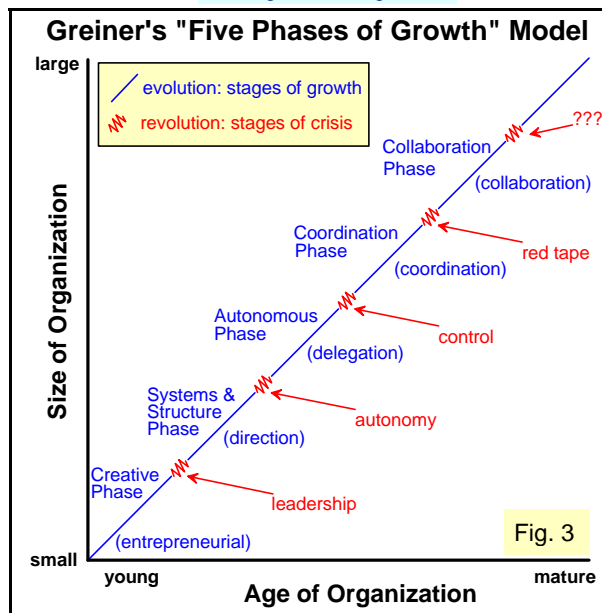 Greiner's "Five Phases of Growth" Model
large
evolution: stages of growth
revolution: stages of crisis
???
Collaboration
Phase
(collaboration)
Coordination
Phase
red tape
(coordination)
Autonomous
Phase
control
(delegation)
Systems &
Structure
Phase
autonomy
(direction)
Creative
Phase
leadership
(entrepreneurial)
Fig. 3
small
young
mature
Size of Organization
Age of Organization